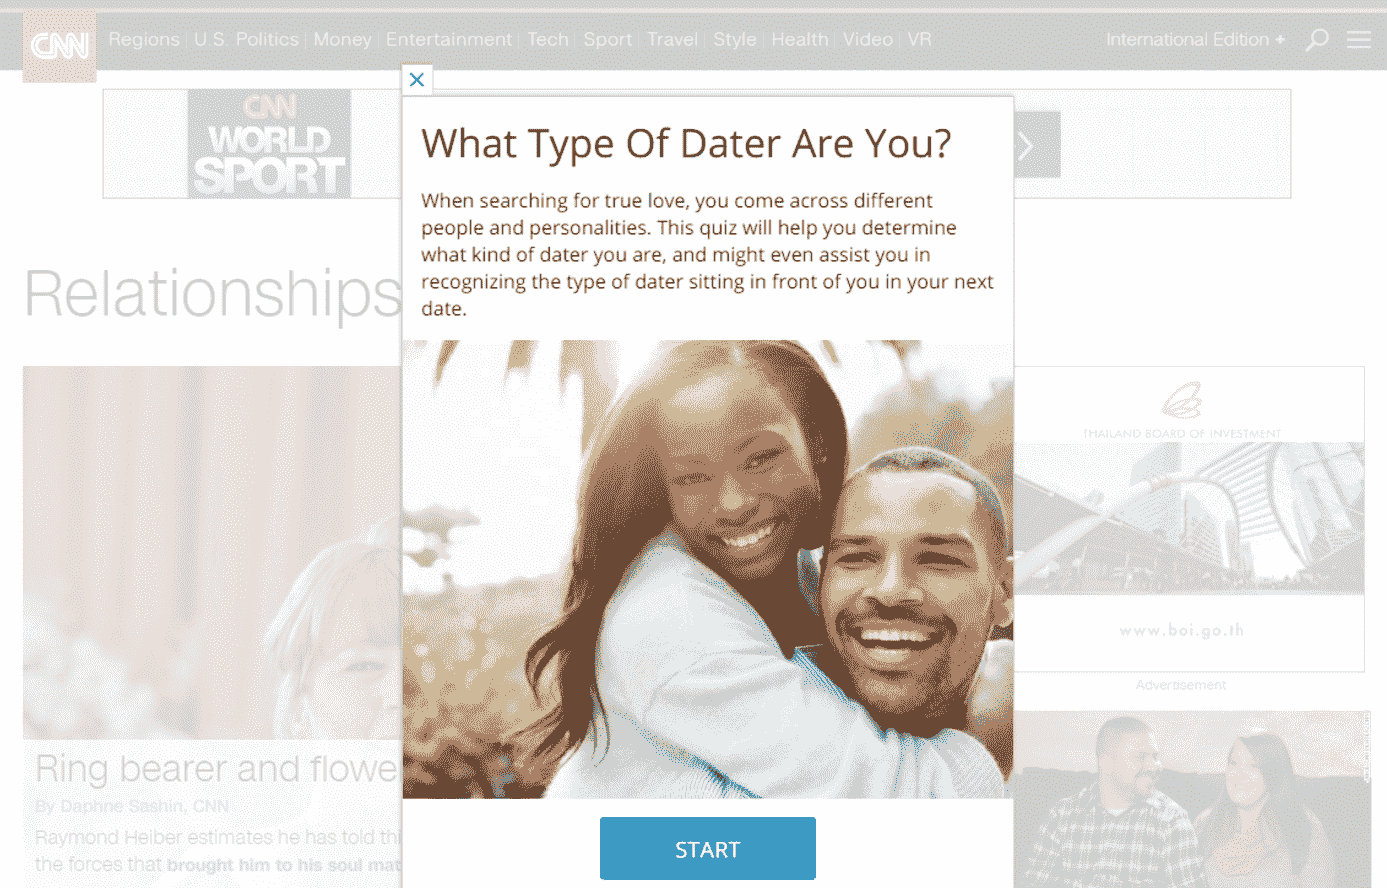 CNN
Regions
U.S. Politics
Money
Entertainment
Tech
Sport
Travel
Style
Health
Video
VR
International Edition +
CNN
WORLD
SPORT
What Type Of Dater Are You?
When searching for true love, you come across different
people and personalities. This quiz will help you determine
what kind of dater you are, and might even assist you in
recognizing the type of dater sitting in front of you in your next
date.
START
Relationships
Ring bearer and flowe
By Daphne Sashin, CNN
Raymond Heiber estimates he has told thi
the forces that brought him to his soul mat
THAILAND BOARD OF INVESTMENT
www.boi.go.th
Advertisement